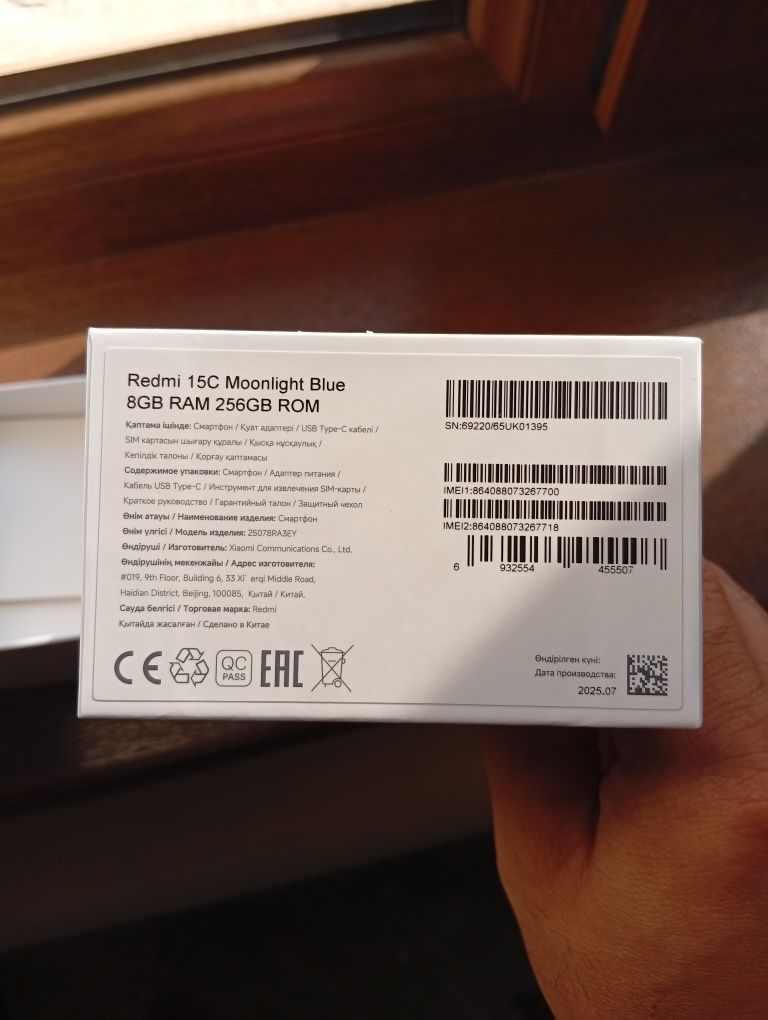 Redmi 15C Moonlight Blue
8GB RAM 256GB ROM
Қаптама ішінде: Смартфон / Қуат адаптері / USB Type-C кабелі /
SIM картасын шығару құралы / Қысқа нұсқаулық /
Кепілдік талоны / Қорғау қаптамасы
Содержимое упаковки: Смартфон / Адаптер питания /
Кабель USB Type-C / Инструмент для извлечения SIM-карты /
Краткое руководство / Гарантийный талон / Защитный чехол
Өнім атауы / Наименование изделия: Смартфон
Өнім үлгісі / Модель изделия: 25078RA3EY
Өндіруші / Изготовитель: Xiaomi Communications Co., Ltd.
Өндірушінің мекенжайы / Адрес изготовителя:
#019, 9th Floor, Building 6, 33 Xi' erqi Middle Road,
Haidian District, Beijing, 100085, Қытай / Китай,
Сауда белгісі / Торговая марка: Redmi
Қытайда жасалған / Сделано в Китае
CE
QC
PASS
EAC
SN:69220/65UK01395
IMEI1:864088073267700
IMEI2:864088073267718
6 932554 455507
Өндірілген күні:
Дата производства:
2025.07